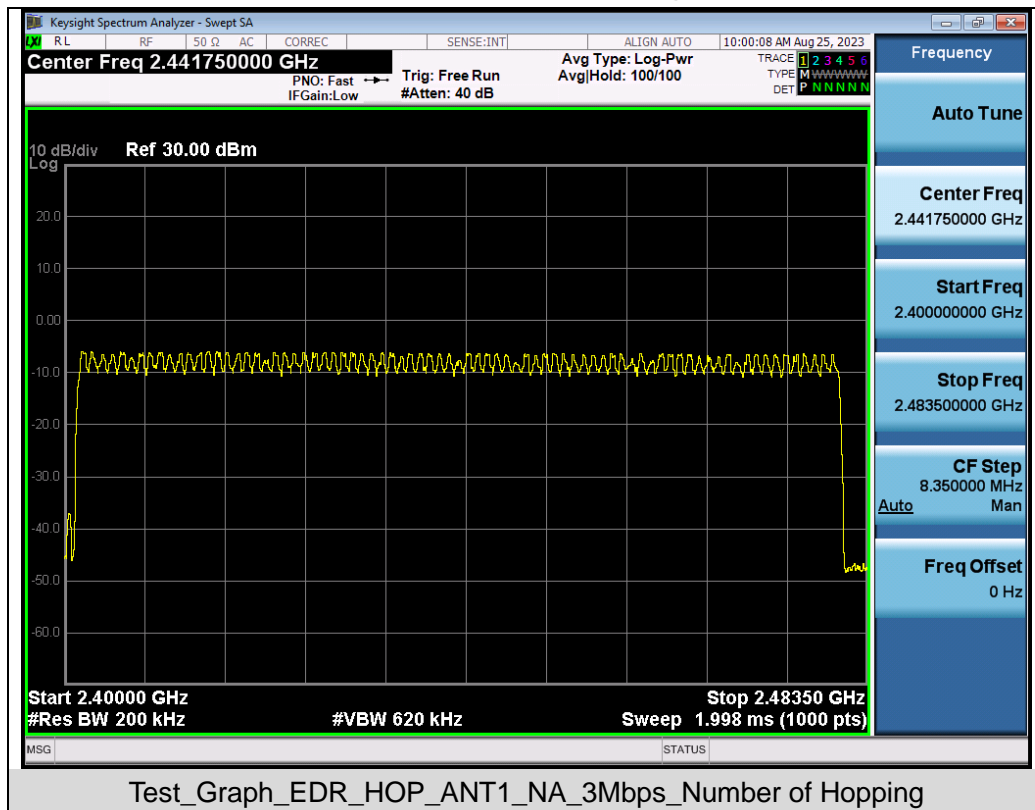 Keysight Spectrum Analyzer - Swept SA
LXI RL RF 50 Ω AC CORREC SENSE:INT ALIGN AUTO 10:00:08 AM Aug 25, 2023
Center Freq 2.441750000 GHz
PNO: Fast
IFGain:Low
Trig: Free Run
#Atten: 40 dB
Avg Type: Log-Pwr
Avg|Hold: 100/100
TRACE 1 2 3 4 5 6
TYPE M W W W W W
DET P N N N N N
10 dB/div Ref 30.00 dBm
Log
20.0
10.0
0.00
-10.0
-20.0
-30.0
-40.0
-50.0
-60.0
Start 2.40000 GHz Stop 2.48350 GHz
#Res BW 200 kHz #VBW 620 kHz Sweep 1.998 ms (1000 pts)
MSG STATUS
Frequency
Auto Tune
Center Freq
2.441750000 GHz
Start Freq
2.400000000 GHz
Stop Freq
2.483500000 GHz
CF Step
8.350000 MHz
Auto Man
Freq Offset
0 Hz
Test_Graph_EDR_HOP_ANT1_NA_3Mbps_Number of Hopping